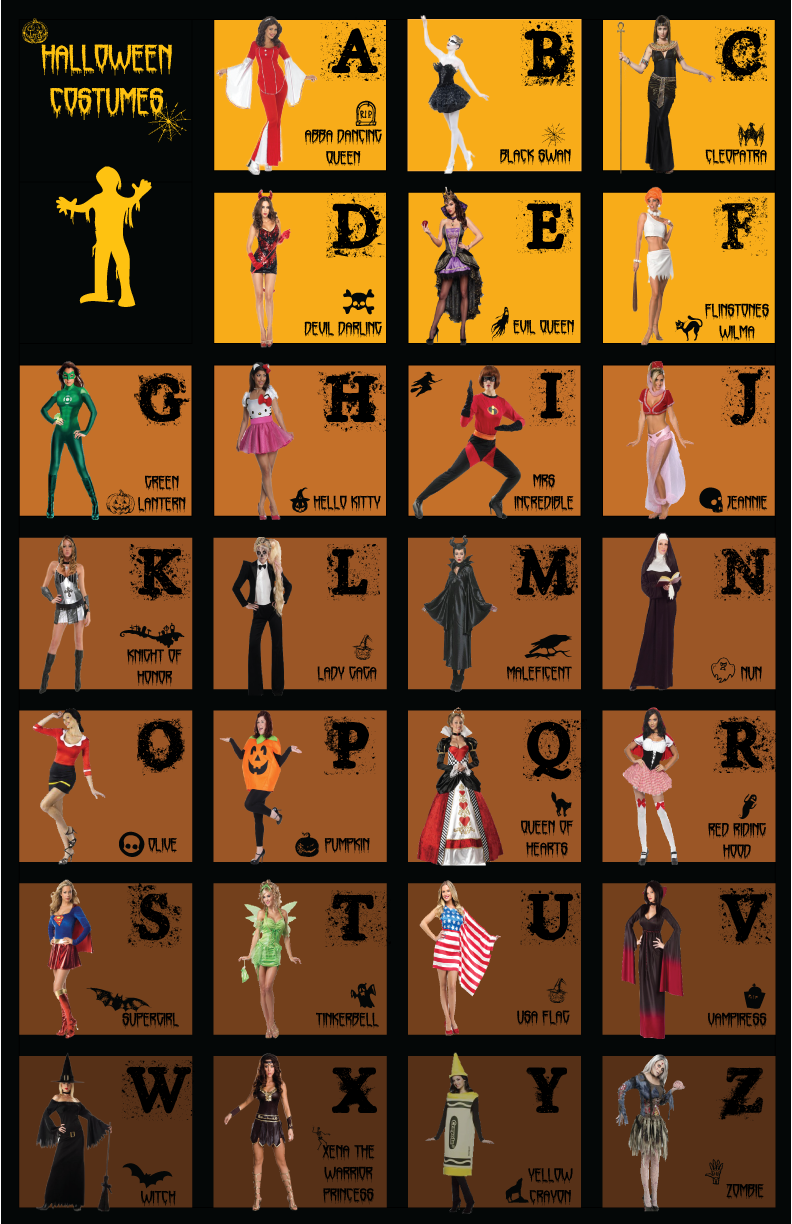 HALLOWEEN
COSTUMES
A
RIP
ABBA DANCING
QUEEN
B
BLACK SWAN
C
CLEOPATRA
D
DEVIL DARLING
E
EVIL QUEEN
F
FLINSTONES
WILMA
G
GREEN
LANTERN
H
HELLO KITTY
I
MRS
INCREDIBLE
J
JEANNIE
K
KNIGHT OF
HONOR
L
LADY GAGA
M
MALEFICENT
N
NUN
O
OLIVE
P
PUMPKIN
Q
QUEEN OF
HEARTS
R
RED RIDING
HOOD
S
SUPERGIRL
T
TINKERBELL
U
USA FLAG
V
VAMPIRESS
W
WITCH
X
XENA THE
WARRIOR
PRINCESS
Y
YELLOW
CRAYON
Z
ZOMBIE